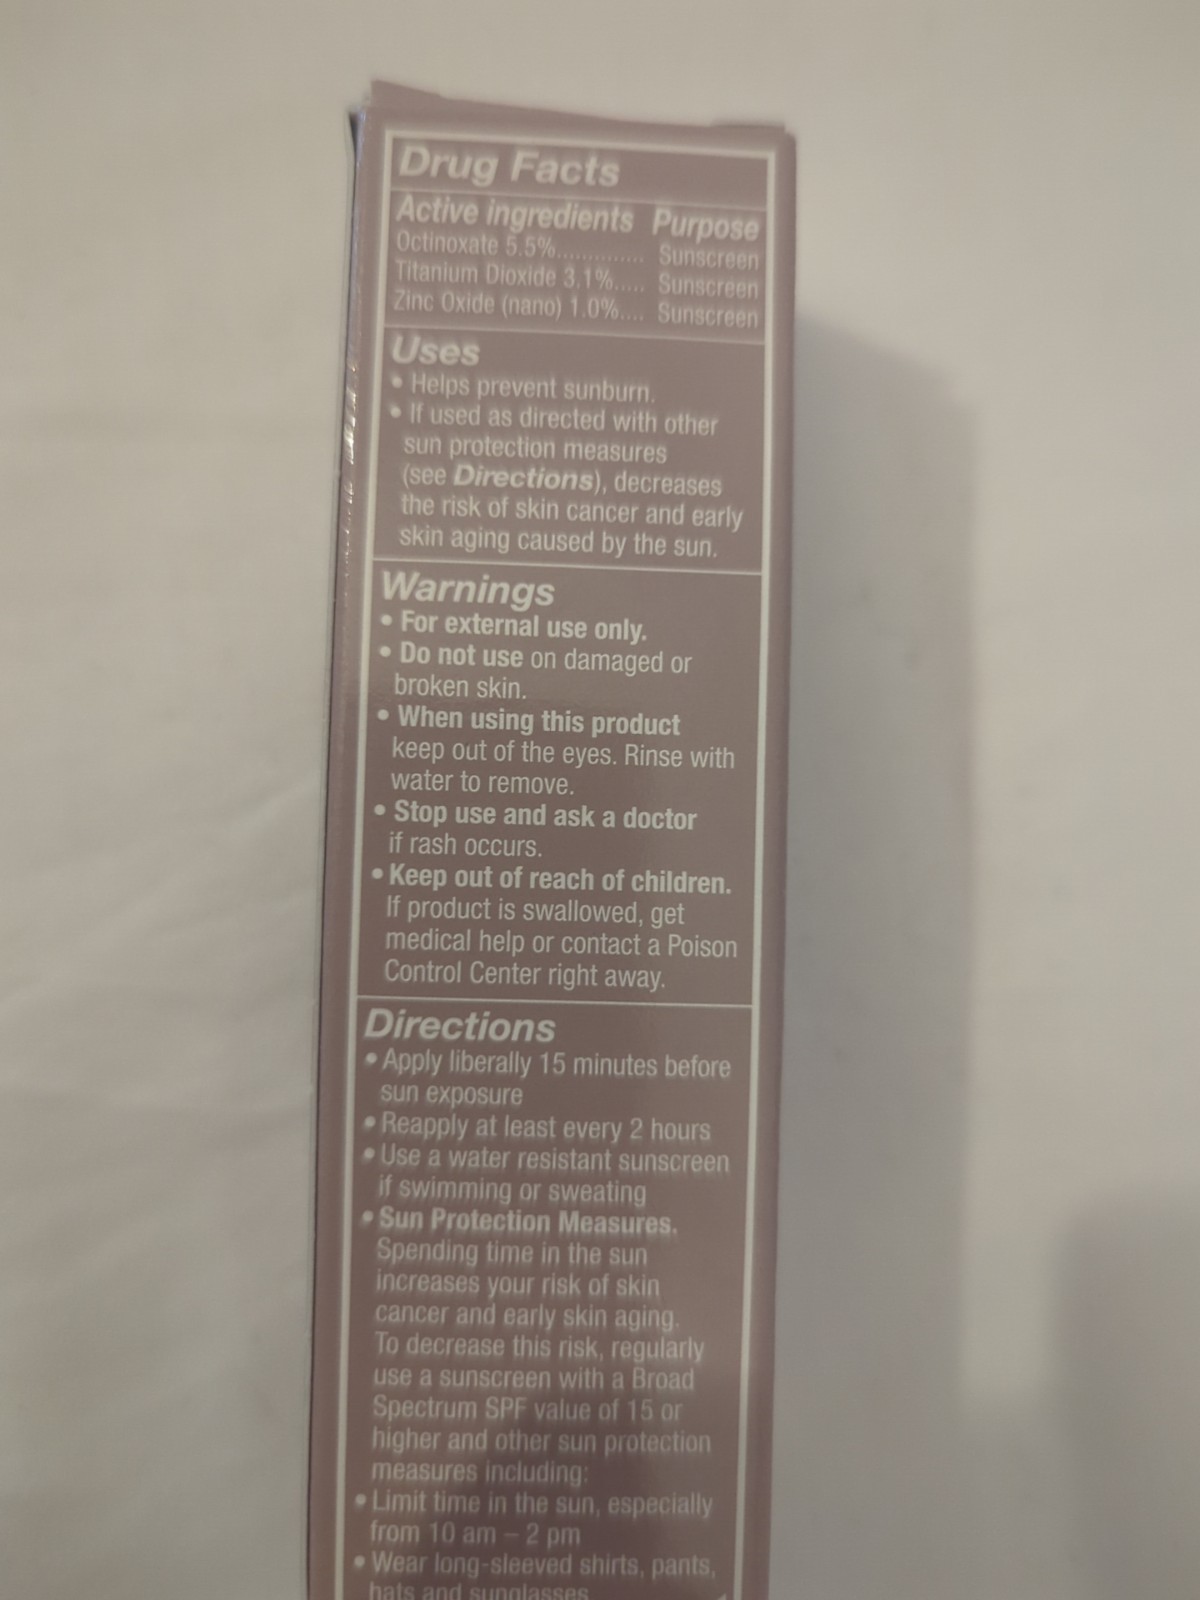 Drug Facts
Active ingredients Purpose
Octinoxate 5.5%.............. Sunscreen
Titanium Dioxide 3.1%..... Sunscreen
Zinc Oxide (nano) 1.0%.... Sunscreen
Uses
• Helps prevent sunburn.
• If used as directed with other
sun protection measures
(see Directions), decreases
the risk of skin cancer and early
skin aging caused by the sun.
Warnings
• For external use only.
• Do not use on damaged or
broken skin.
• When using this product
keep out of the eyes. Rinse with
water to remove.
• Stop use and ask a doctor
if rash occurs.
• Keep out of reach of children.
If product is swallowed, get
medical help or contact a Poison
Control Center right away.
Directions
• Apply liberally 15 minutes before
sun exposure
• Reapply at least every 2 hours
• Use a water resistant sunscreen
if swimming or sweating
• Sun Protection Measures.
Spending time in the sun
increases your risk of skin
cancer and early skin aging.
To decrease this risk, regularly
use a sunscreen with a Broad
Spectrum SPF value of 15 or
higher and other sun protection
measures including:
• Limit time in the sun, especially
from 10 am – 2 pm
• Wear long-sleeved shirts, pants,
hats and sunglasses